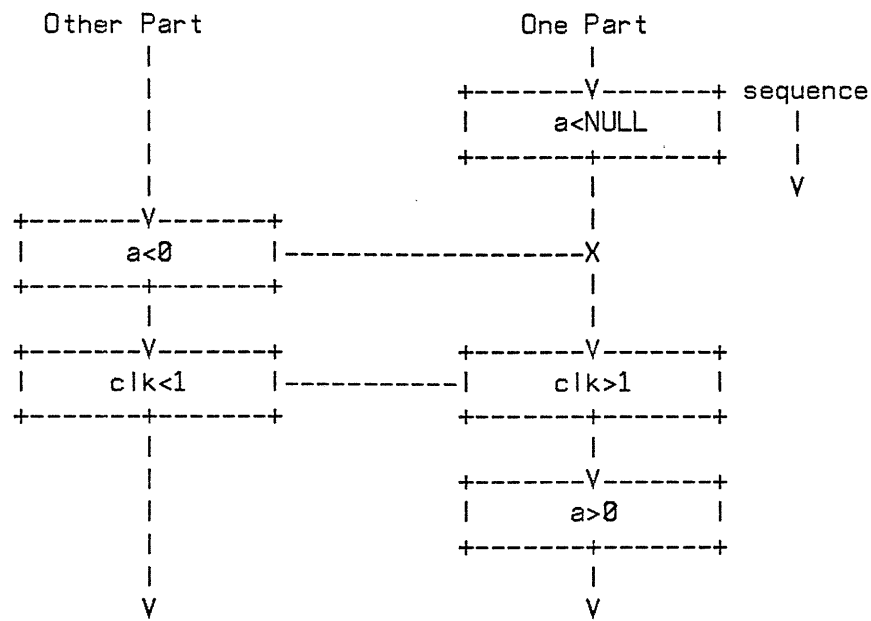 Other Part One Part
sequence
a<NULL
a<0
X
clk<1 clk>1
a>0